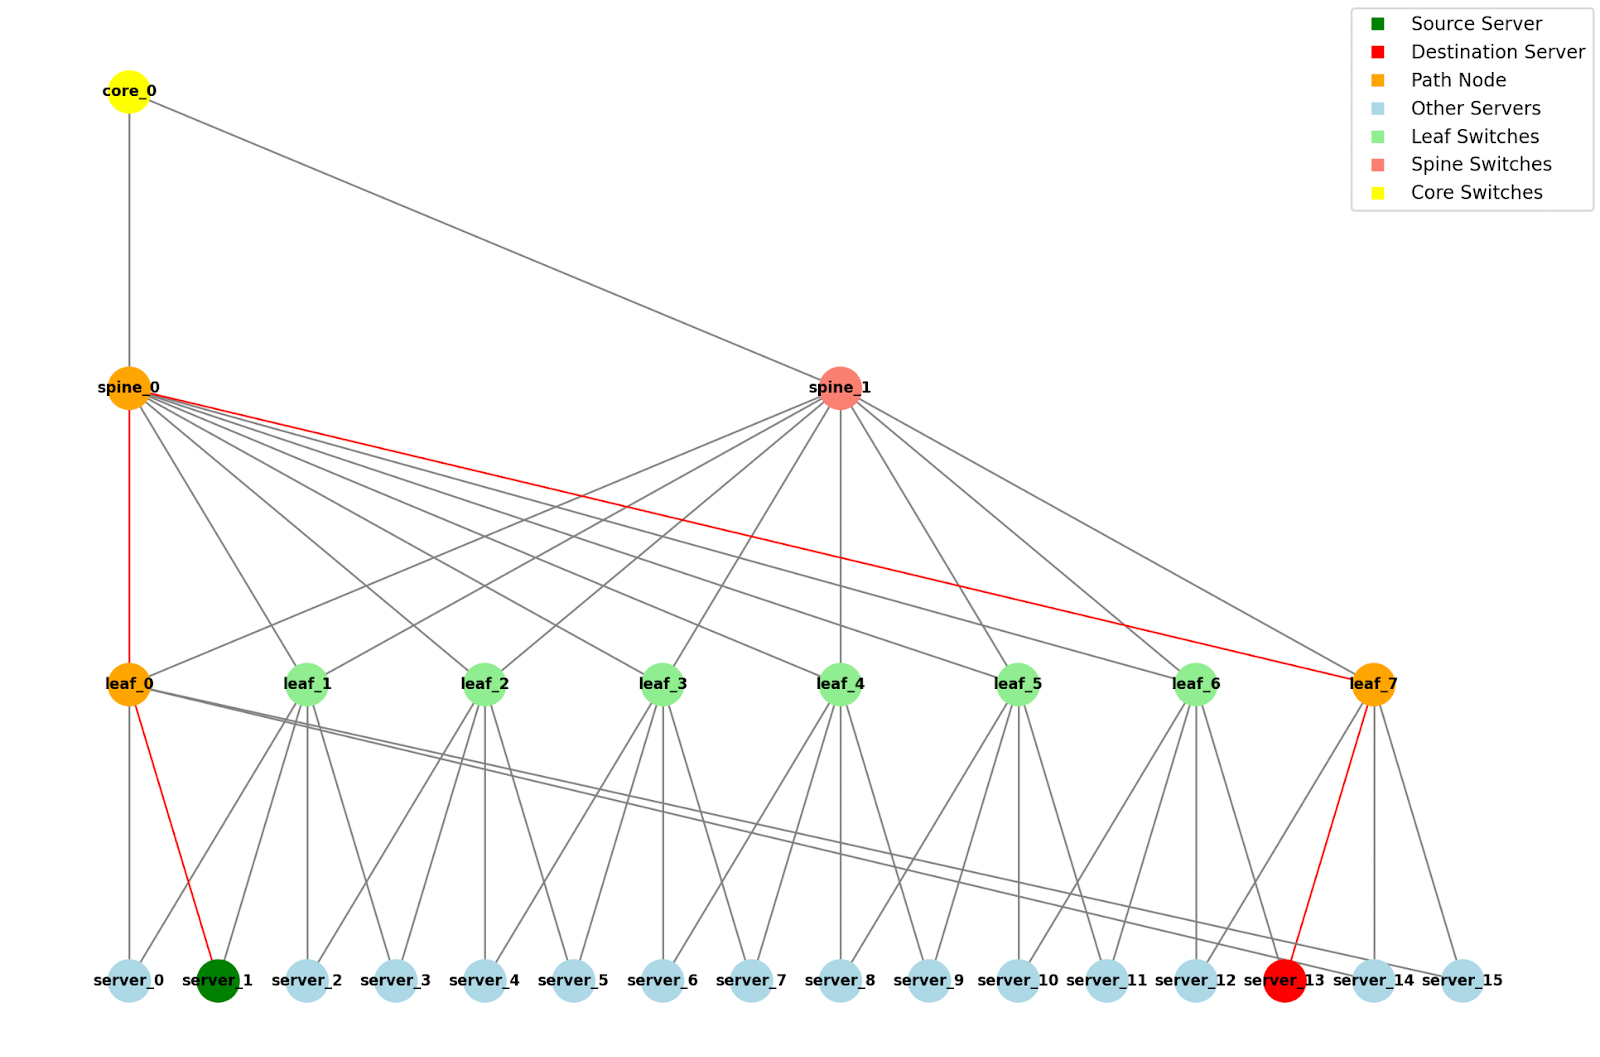 Source Server
Destination Server
Path Node
Other Servers
Leaf Switches
Spine Switches
Core Switches
core_0
spine_0
spine_1
leaf_0
leaf_1
leaf_2
leaf_3
leaf_4
leaf_5
leaf_6
leaf_7
server_0
server_1
server_2
server_3
server_4
server_5
server_6
server_7
server_8
server_9
server_10
server_11
server_12
server_13
server_14
server_15